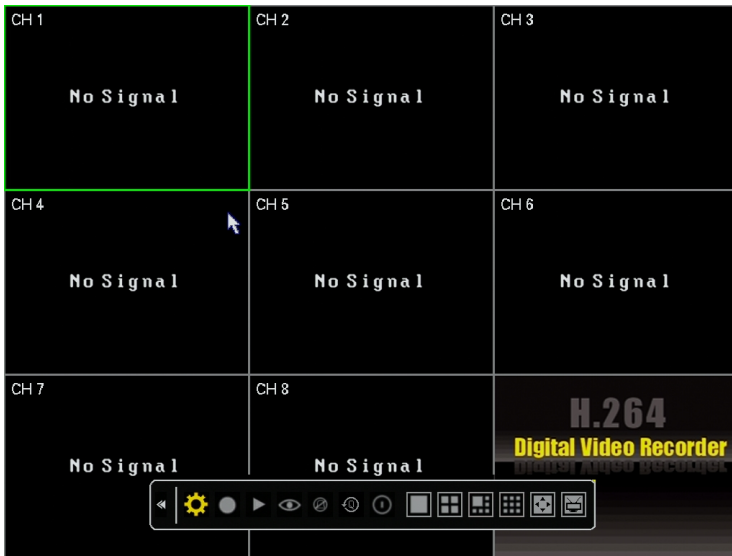 CH 1
CH 2
CH 3
No Signal
No Signal
No Signal
CH 4
CH 5
CH 6
No Signal
No Signal
No Signal
CH 7
CH 8
H.264
Digital Video Recorder
No Signal
No Signal